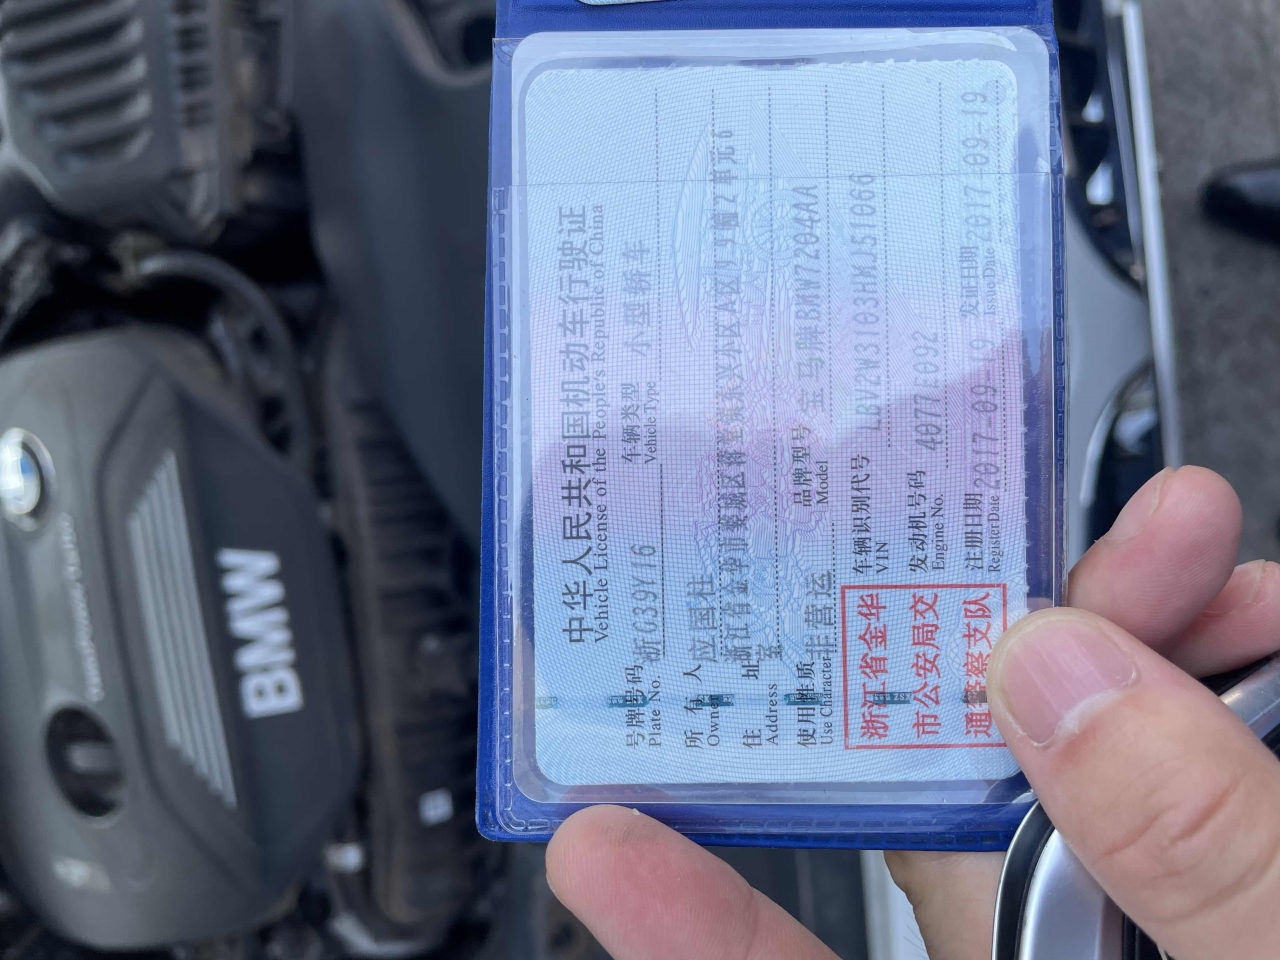 中华人民共和国机动车行驶证
Vehicle License of the People's Republic of China
号牌号码 浙G39Y16 车辆类型 小型轿车
Plate No. Vehicle Type
所有人 应国柱
Owner
住址 浙江省金华市婺城区
Address
使用性质 非营运 品牌型号 宝马牌BMW7204AA
Use Character Model
浙江省金华
市公安局交
通警察支队
车辆识别代号 LBV2W3103HMJ51066
VIN
发动机号码 4077E092
Engine No.
注册日期 2017-09-19 发证日期 2017-09-19
Register Date Issue Date
BMW